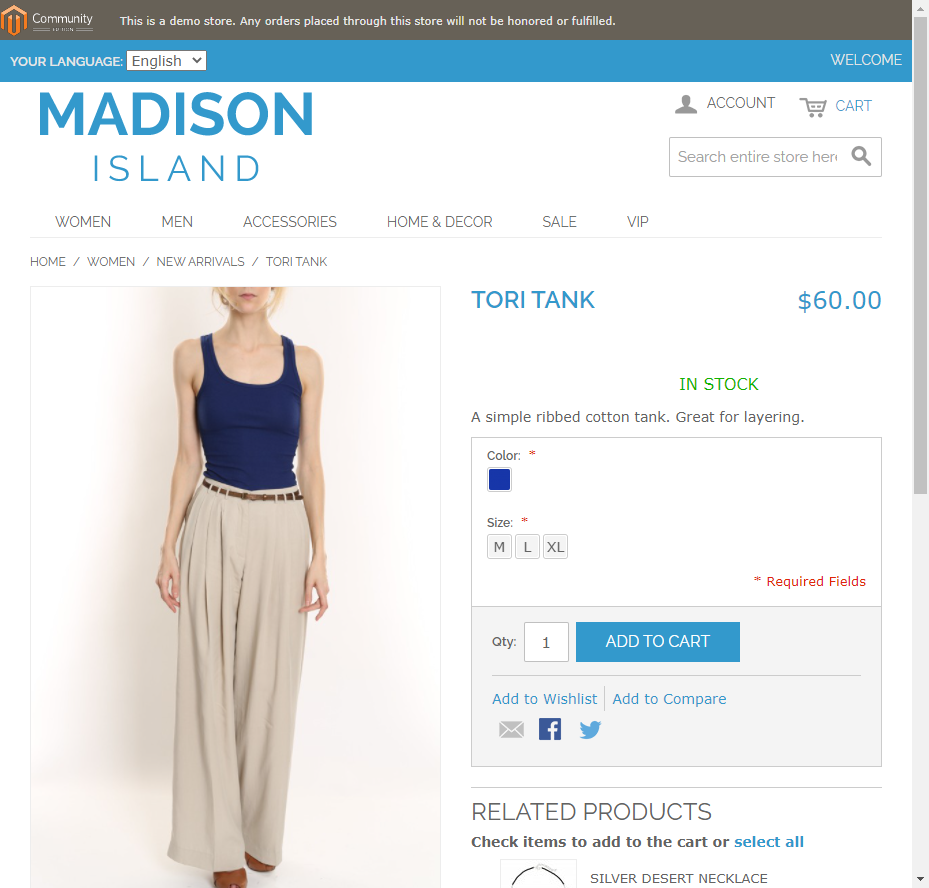 Community
EDITION
This is a demo store. Any orders placed through this store will not be honored or fulfilled.
YOUR LANGUAGE: English
WELCOME
MADISON
ISLAND
ACCOUNT
CART
Search entire store here
WOMEN MEN ACCESSORIES HOME & DECOR SALE VIP
HOME / WOMEN / NEW ARRIVALS / TORI TANK
TORI TANK
$60.00
IN STOCK
A simple ribbed cotton tank. Great for layering.
Color: *
Size: *
M L XL
* Required Fields
Qty: 1 ADD TO CART
Add to Wishlist Add to Compare
RELATED PRODUCTS
Check items to add to the cart or select all
SILVER DESERT NECKLACE